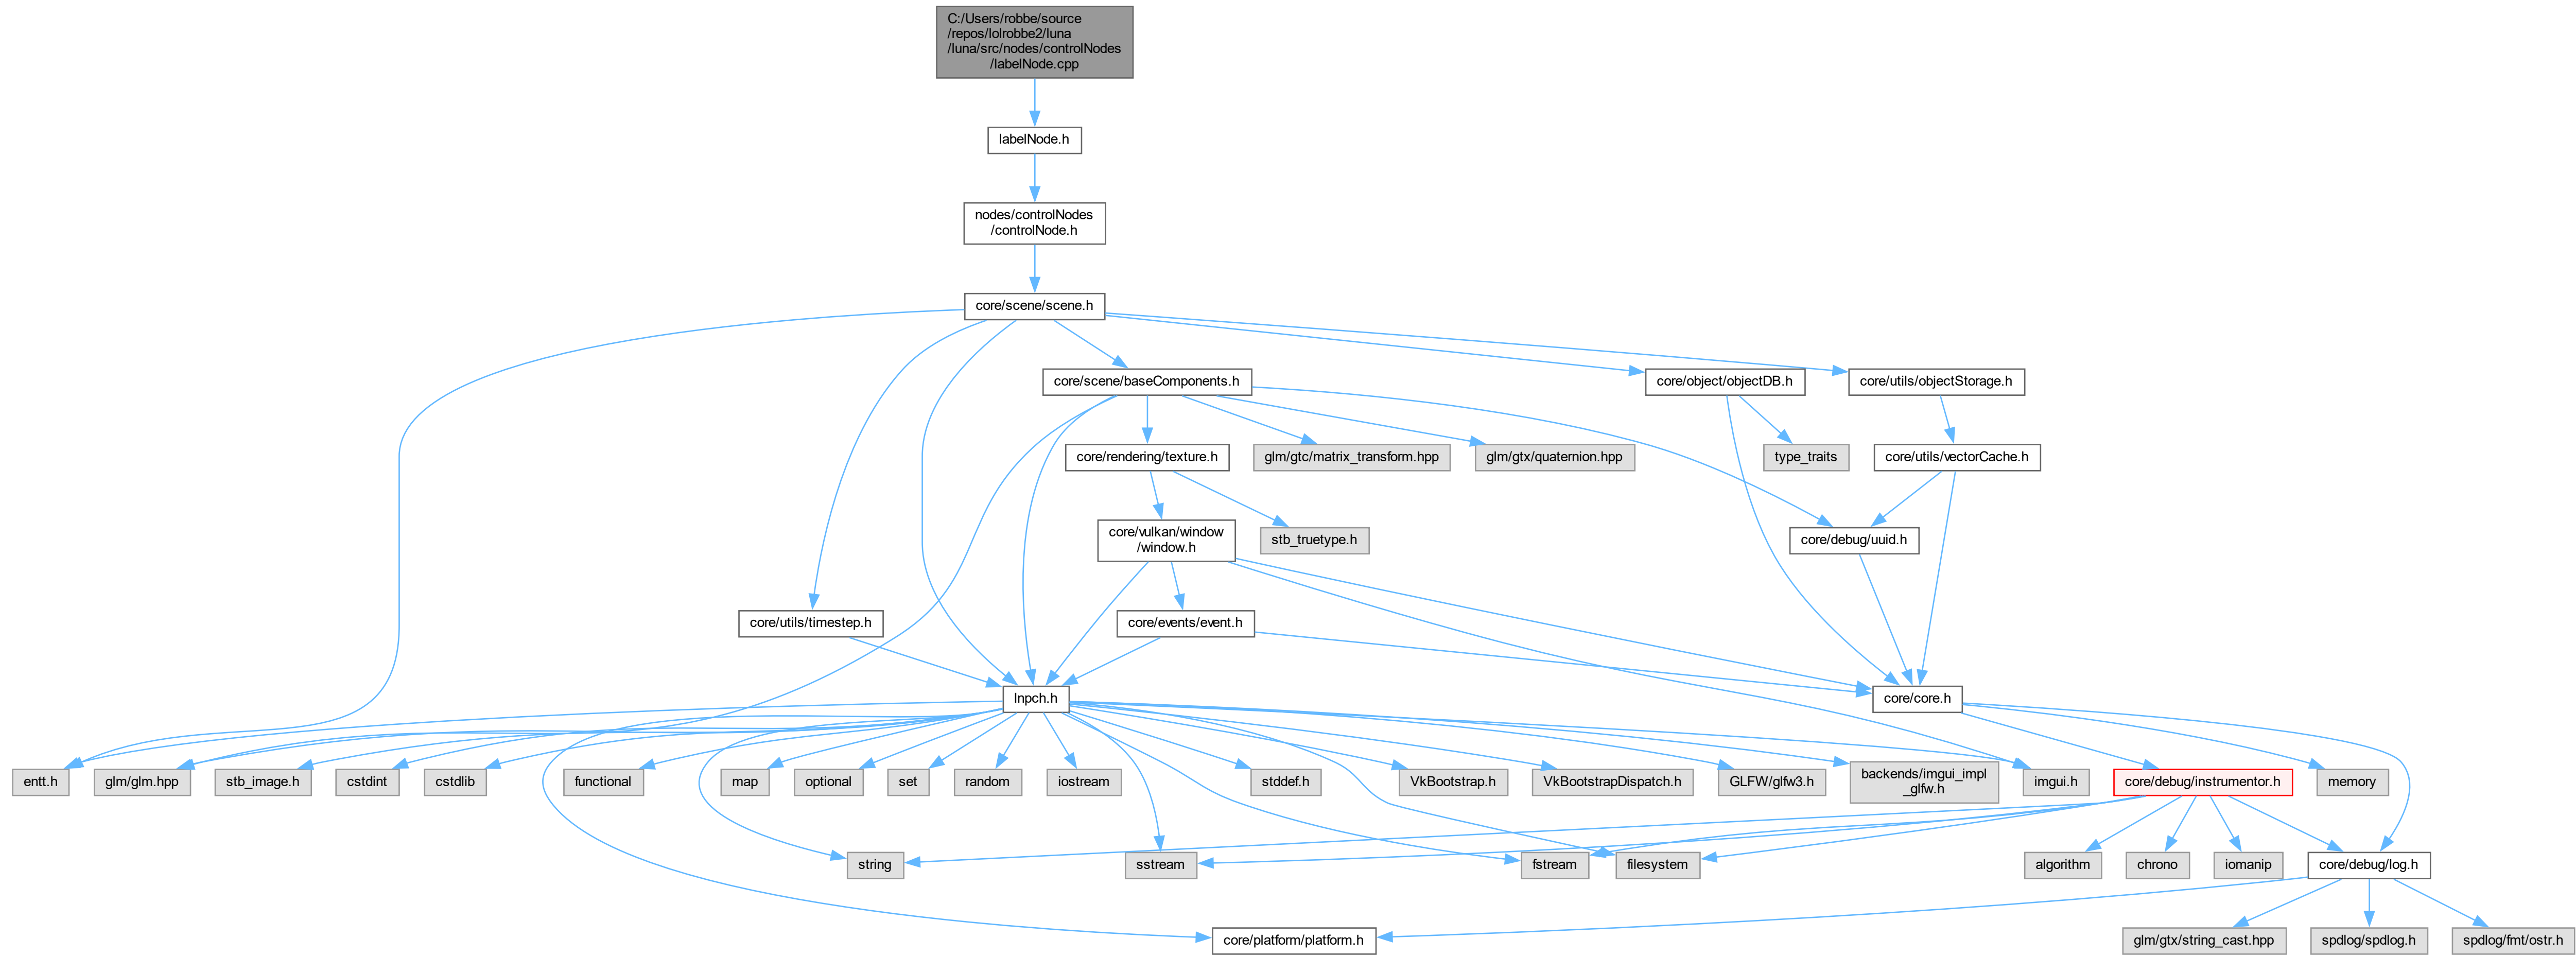 C:/Users/robbe/source
/repos/lolrobbe2/luna
/luna/src/nodes/controlNodes
/labelNode.cpp
labelNode.h
nodes/controlNodes
/controlNode.h
core/scene/scene.h
core/scene/baseComponents.h
core/object/objectDB.h
core/utils/objectStorage.h
core/rendering/texture.h
glm/gtc/matrix_transform.hpp
glm/gtx/quaternion.hpp
type_traits
core/utils/vectorCache.h
core/vulkan/window
/window.h
stb_truetype.h
core/debug/uuid.h
core/utils/timestep.h
core/events/event.h
lnpch.h
core/core.h
entt.h
glm/glm.hpp
stb_image.h
cstdint
cstdlib
functional
map
optional
set
random
iostream
stddef.h
VkBootstrap.h
VkBootstrapDispatch.h
GLFW/glfw3.h
backends/imgui_impl
_glfw.h
imgui.h
core/debug/instrumentor.h
memory
string
sstream
fstream
filesystem
algorithm
chrono
iomanip
core/debug/log.h
core/platform/platform.h
glm/gtx/string_cast.hpp
spdlog/spdlog.h
spdlog/fmt/ostr.h